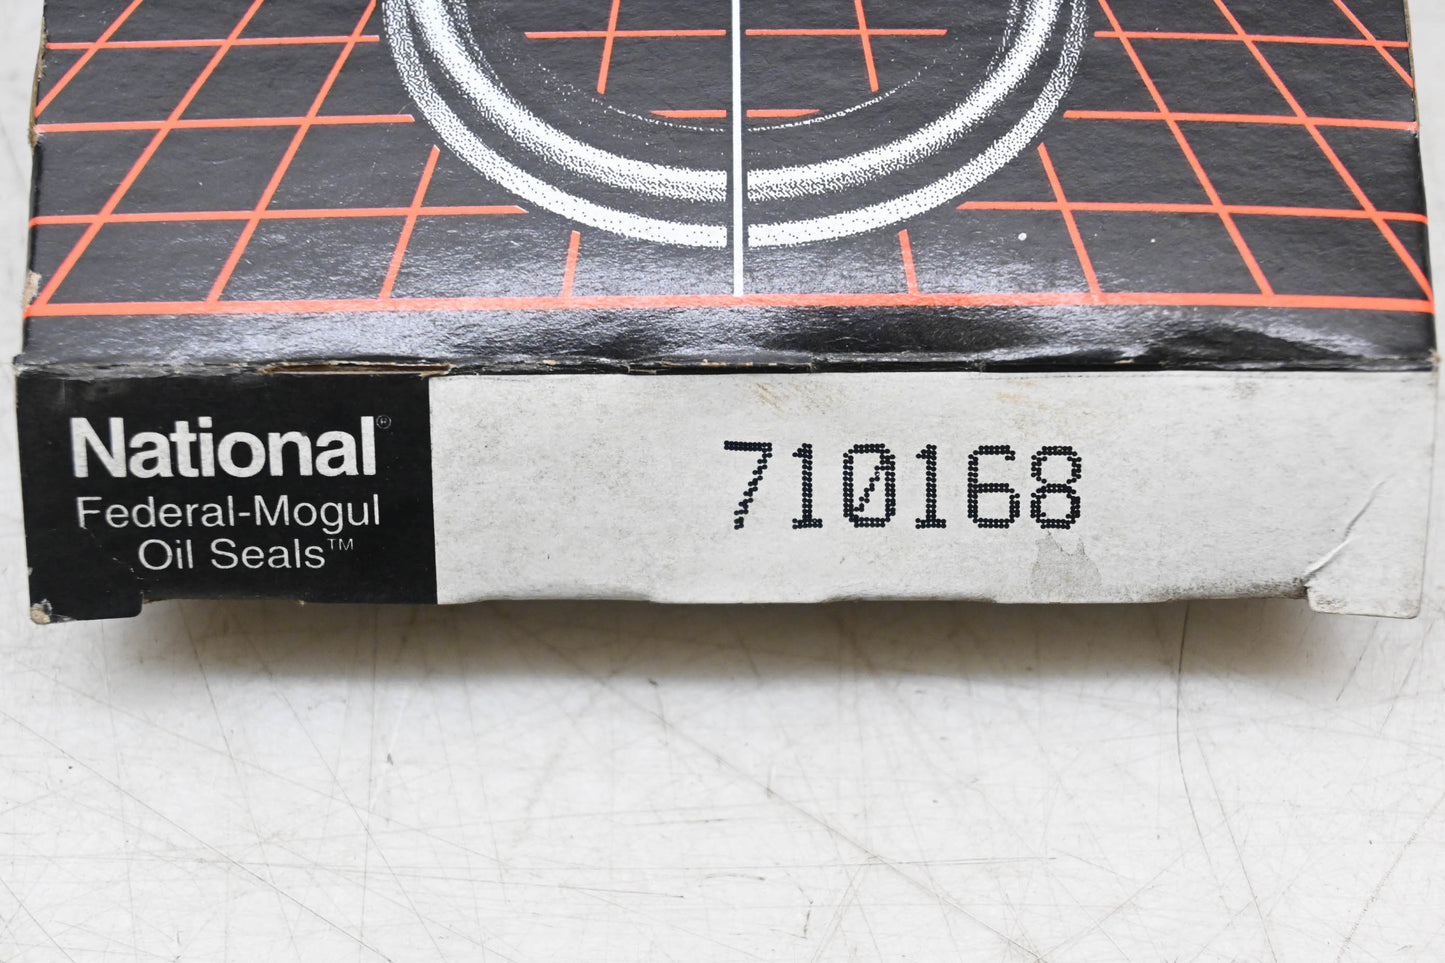 National®
Federal-Mogul
Oil Seals™
710168